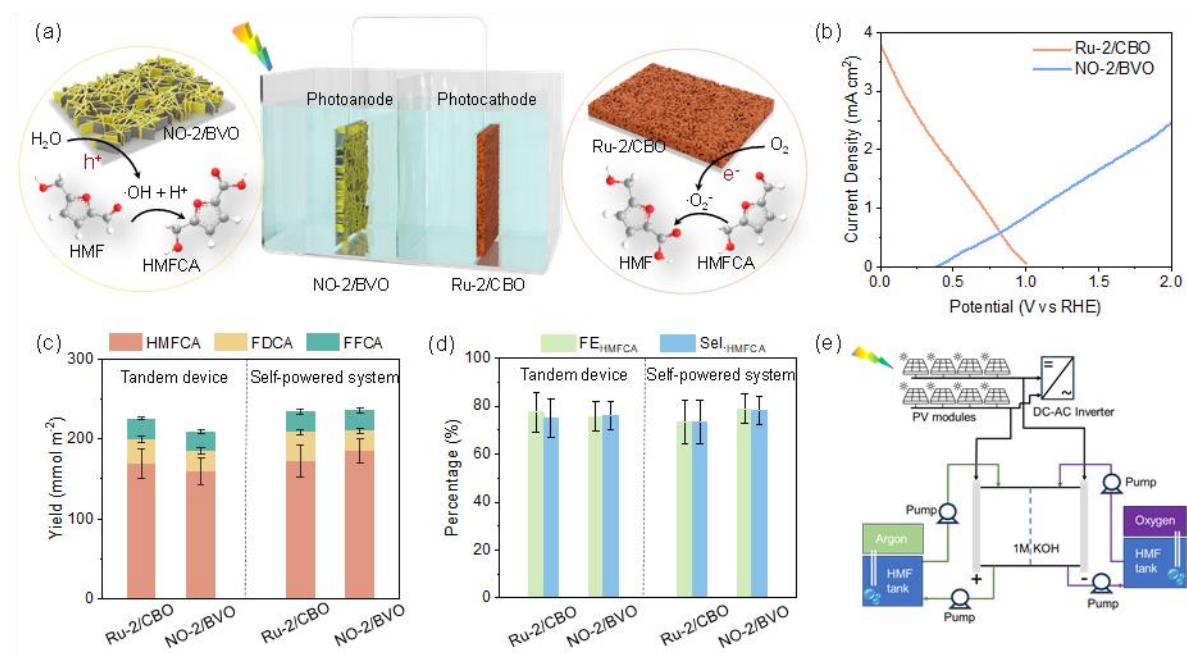 (a)
NO-2/BVO
H2O
h+
·OH + H+
HMF
HMFCA
Photoanode
Photocathode
NO-2/BVO
Ru-2/CBO
Ru-2/CBO
O2
e-
·O2-
HMF
HMFCA
(b)
Current Density (mA cm2)
4
3
2
1
0
0.0 0.5 1.0 1.5 2.0
Potential (V vs RHE)
Ru-2/CBO
NO-2/BVO
(c)
HMFCA FDCA FFCA
Yield (mmol m-2)
300
200
100
0
Tandem device Self-powered system
Ru-2/CBO NO-2/BVO Ru-2/CBO NO-2/BVO
(d)
FEHMFCA Sel.HMFCA
Percentage (%)
100
80
60
40
20
0
Tandem device Self-powered system
Ru-2/CBO NO-2/BVO Ru-2/CBO NO-2/BVO
(e)
PV modules
DC-AC Inverter
Pump
Pump
Argon
HMF
tank
1M KOH
Oxygen
HMF
tank
+
-
Pump
Pump